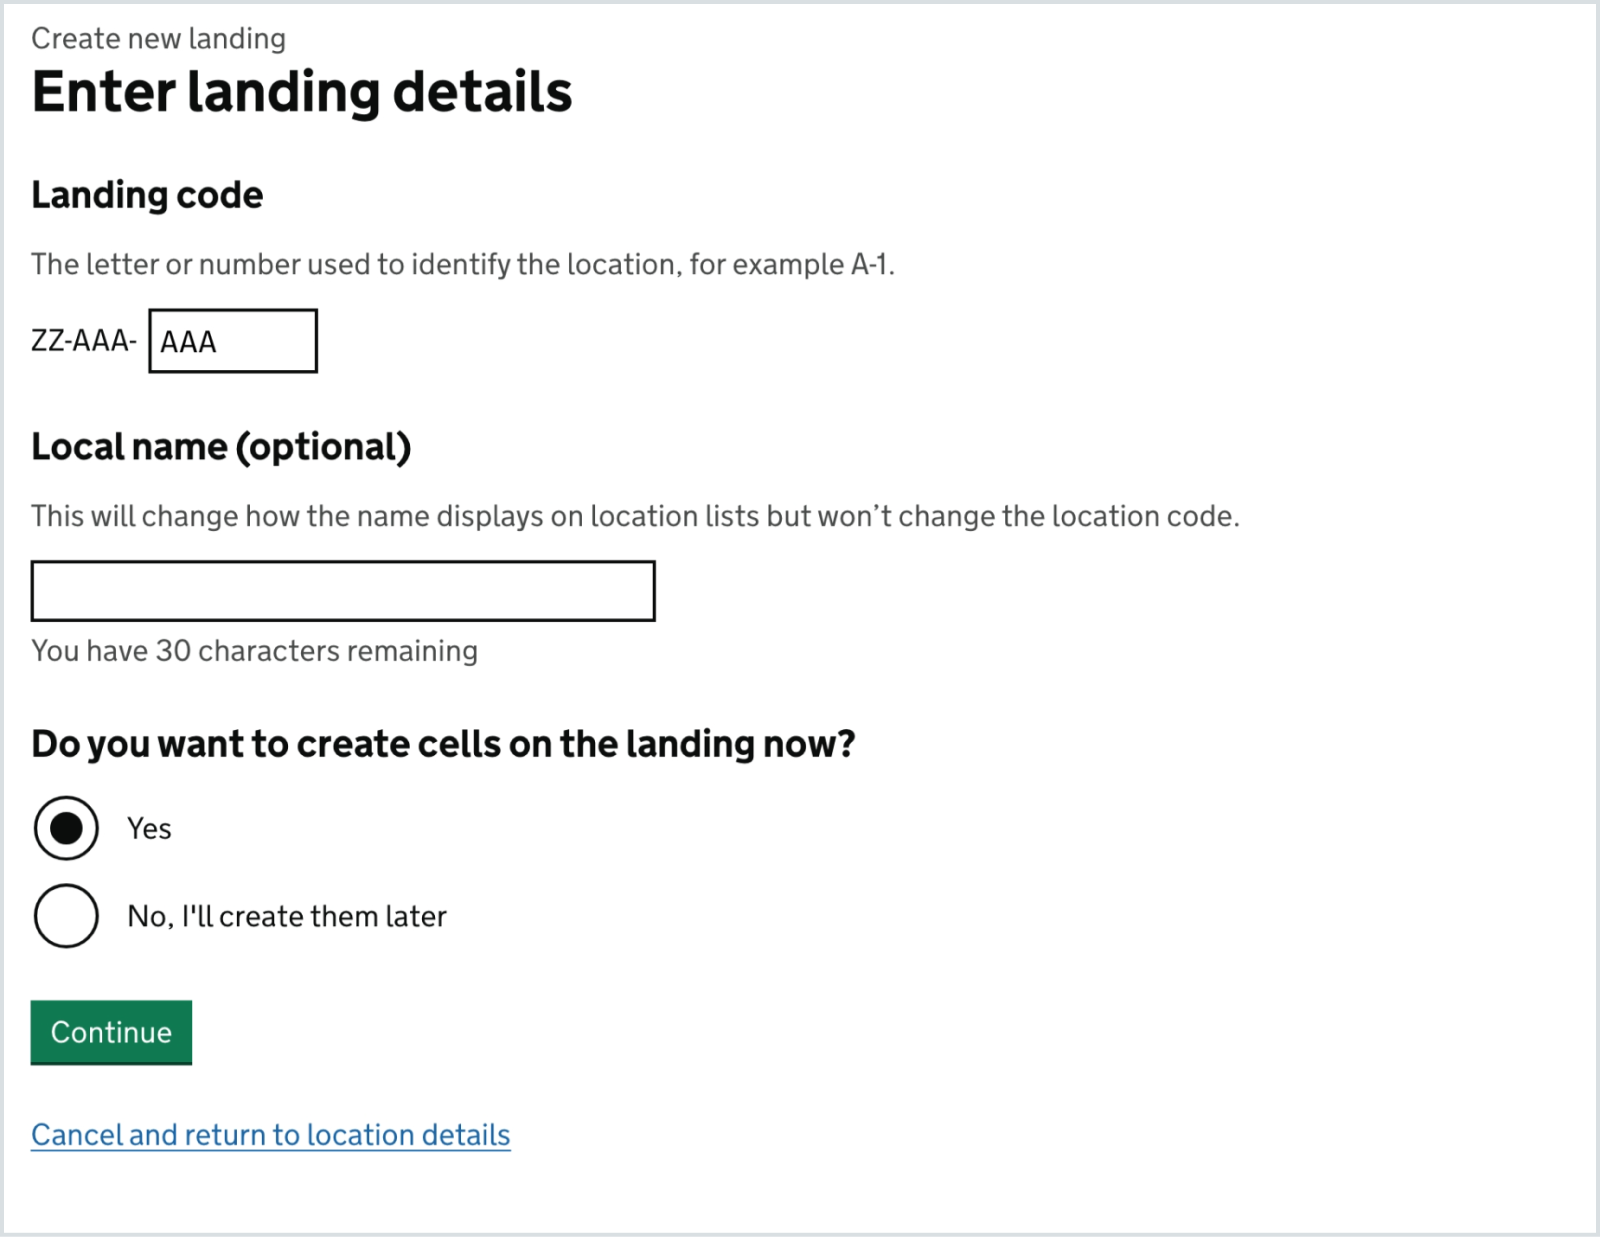 Create new landing
Enter landing details
Landing code
The letter or number used to identify the location, for example A-1.
ZZ-AAA- AAA
Local name (optional)
This will change how the name displays on location lists but won’t change the location code.
You have 30 characters remaining
Do you want to create cells on the landing now?
Yes
No, I'll create them later
Continue
Cancel and return to location details